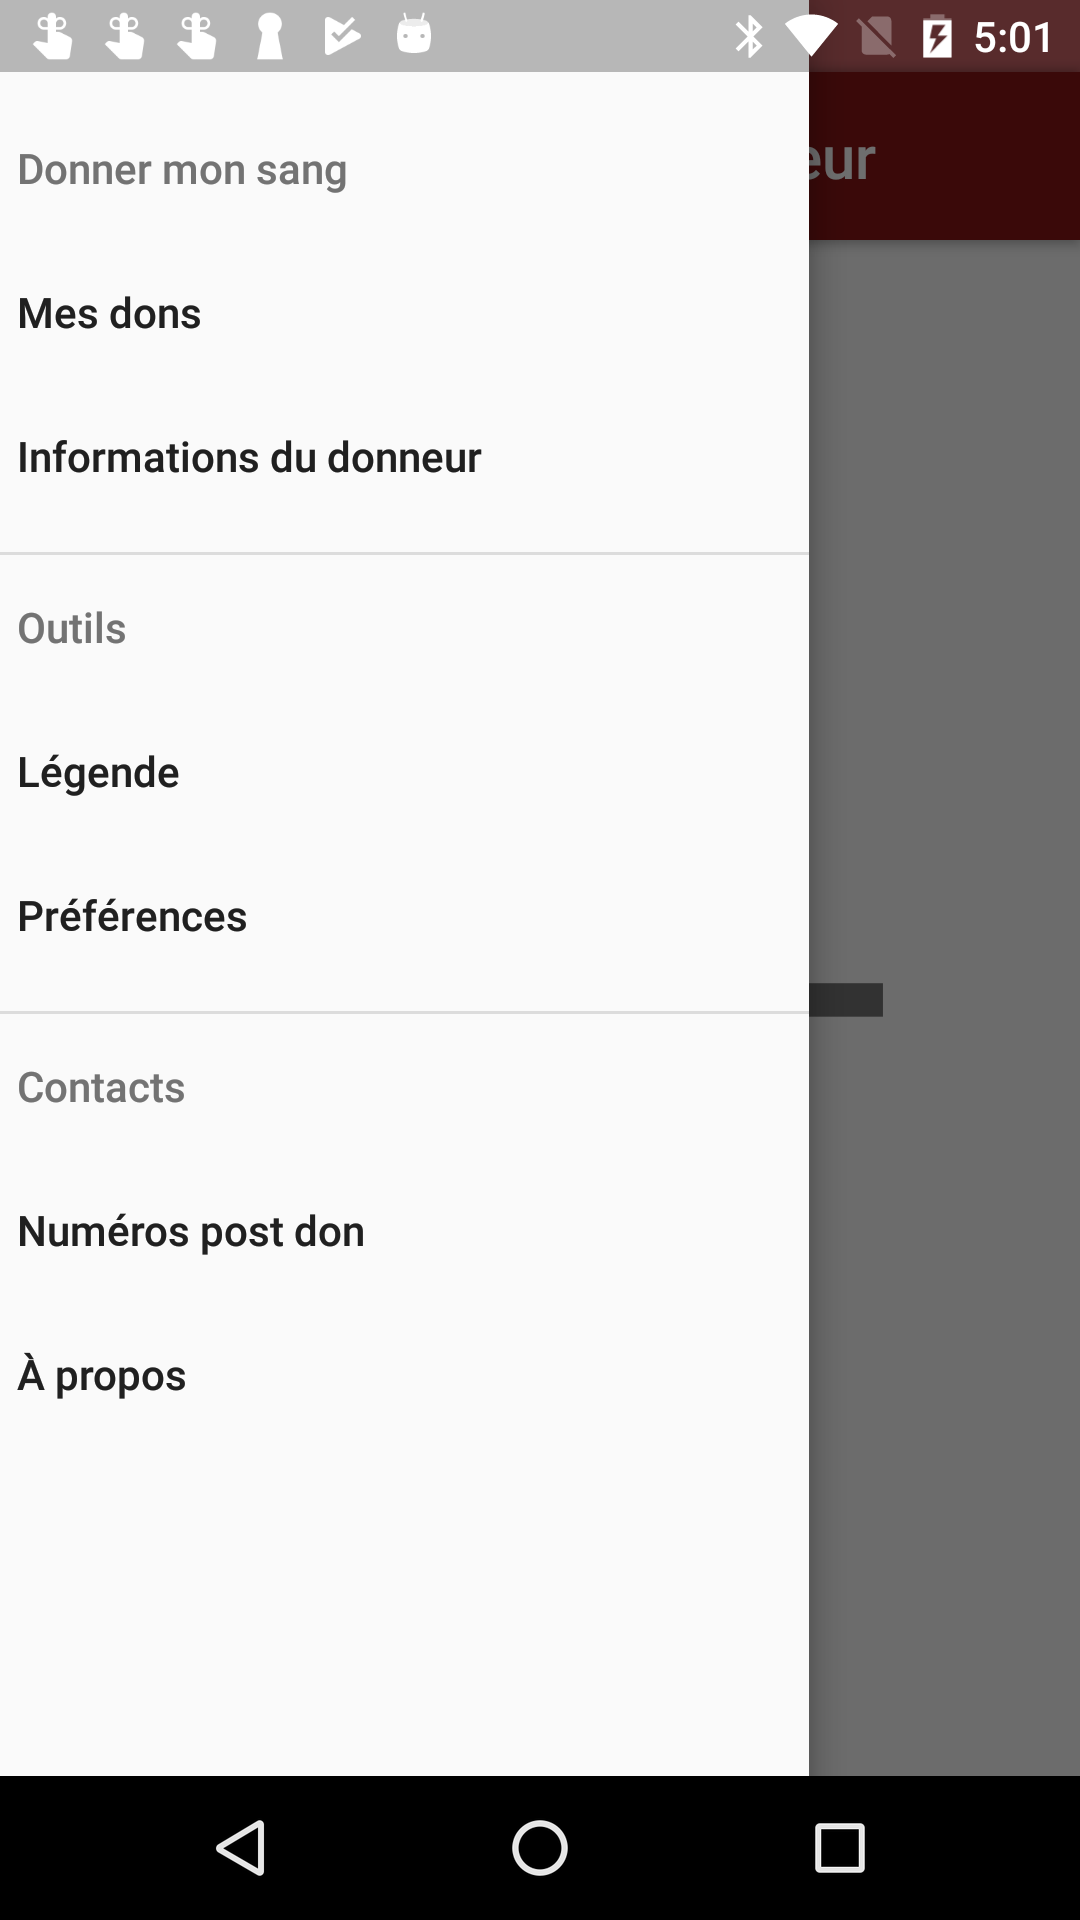 5:01
eur
Donner mon sang
Mes dons
Informations du donneur
Outils
Légende
Préférences
Contacts
Numéros post don
À propos